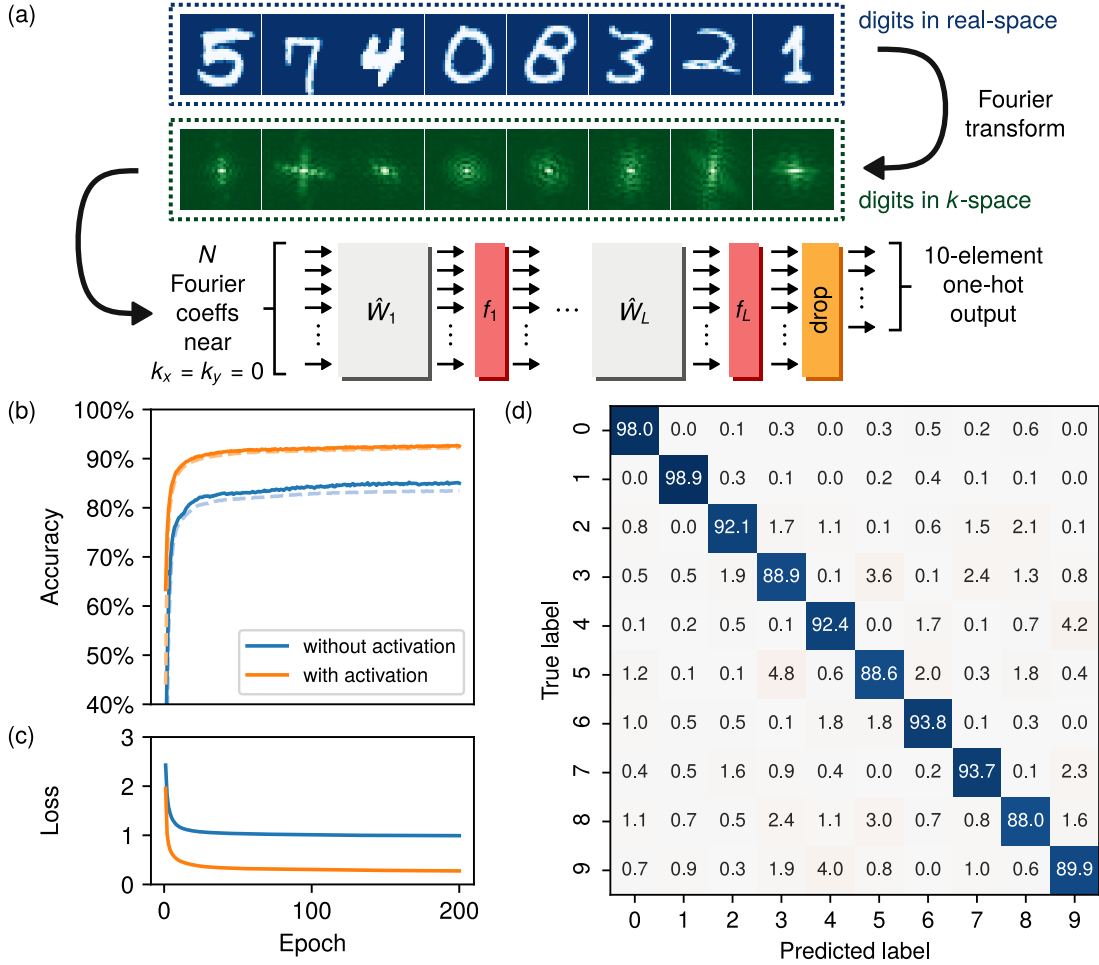 (a)
digits in real-space
Fourier
transform
digits in k-space
N
Fourier
coeffs
near
kₓ = kᵧ = 0
Ŵ₁
f₁
...
Ŵ_L
f_L
drop
10-element
one-hot
output
(b)
100%
90%
80%
70%
60%
50%
40%
Accuracy
without activation
with activation
(c)
3
2
1
0
Loss
0 100 200
Epoch
(d)
True label
0 98.0 0.0 0.1 0.3 0.0 0.3 0.5 0.2 0.6 0.0
1 0.0 98.9 0.3 0.1 0.0 0.2 0.4 0.1 0.1 0.0
2 0.8 0.0 92.1 1.7 1.1 0.1 0.6 1.5 2.1 0.1
3 0.5 0.5 1.9 88.9 0.1 3.6 0.1 2.4 1.3 0.8
4 0.1 0.2 0.5 0.1 92.4 0.0 1.7 0.1 0.7 4.2
5 1.2 0.1 0.1 4.8 0.6 88.6 2.0 0.3 1.8 0.4
6 1.0 0.5 0.5 0.1 1.8 1.8 93.8 0.1 0.3 0.0
7 0.4 0.5 1.6 0.9 0.4 0.0 0.2 93.7 0.1 2.3
8 1.1 0.7 0.5 2.4 1.1 3.0 0.7 0.8 88.0 1.6
9 0.7 0.9 0.3 1.9 4.0 0.8 0.0 1.0 0.6 89.9
0 1 2 3 4 5 6 7 8 9
Predicted label
5 7 4 0 8 3 2 1